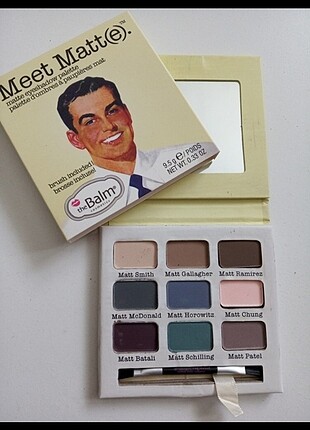 Meet Matt(e).™
matte eyeshadow palette
palette d'ombres à paupières mat
brush included
brosse incluse!
theBalm®
COSMETICS
9.5 g e / POIDS
NET WT. 0.33 OZ.
Matt Smith Matt Gallagher Matt Ramirez
Matt McDonald Matt Horowitz Matt Chung
Matt Batali Matt Schilling Matt Patel